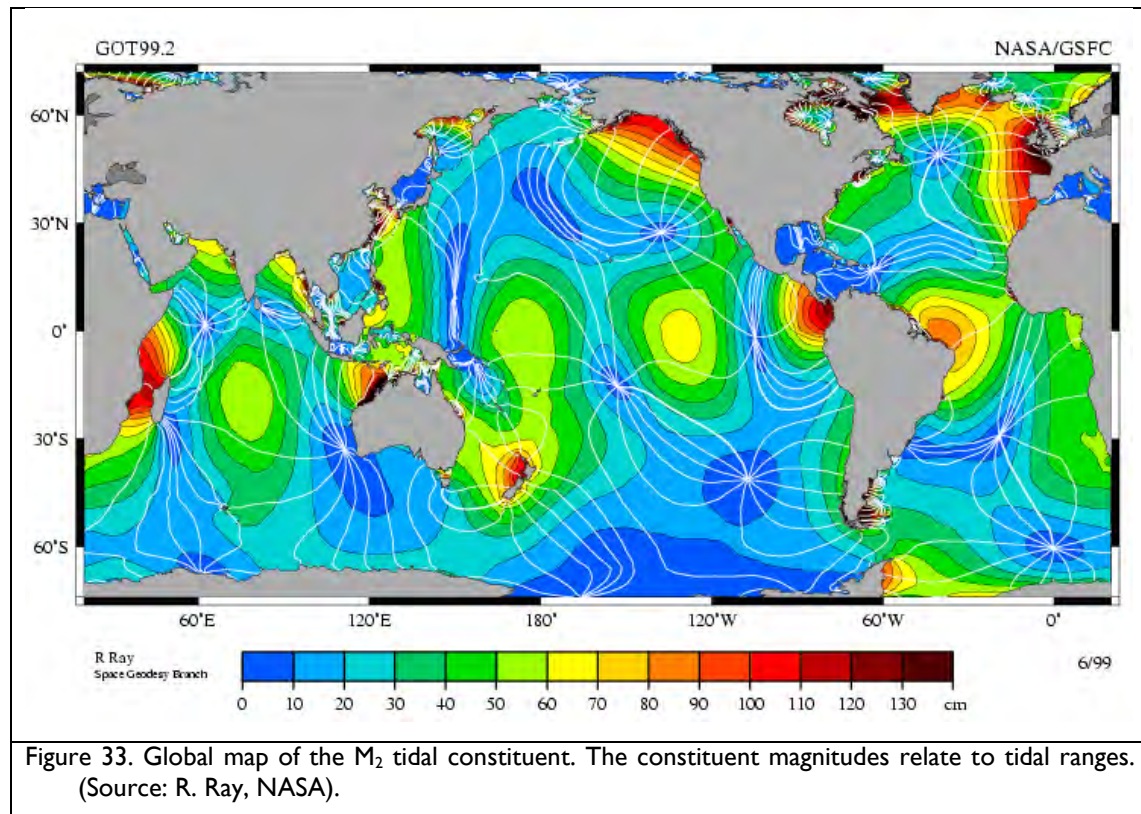 GOT99.2
NASA/GSFC
60°N
30°N
0°
30°S
60°S
60°E
120°E
180°
120°W
60°W
0°
R Ray
Space Geodesy Branch
0 10 20 30 40 50 60 70 80 90 100 110 120 130 cm
6/99
Figure 33. Global map of the M₂ tidal constituent. The constituent magnitudes relate to tidal ranges.
(Source: R. Ray, NASA).